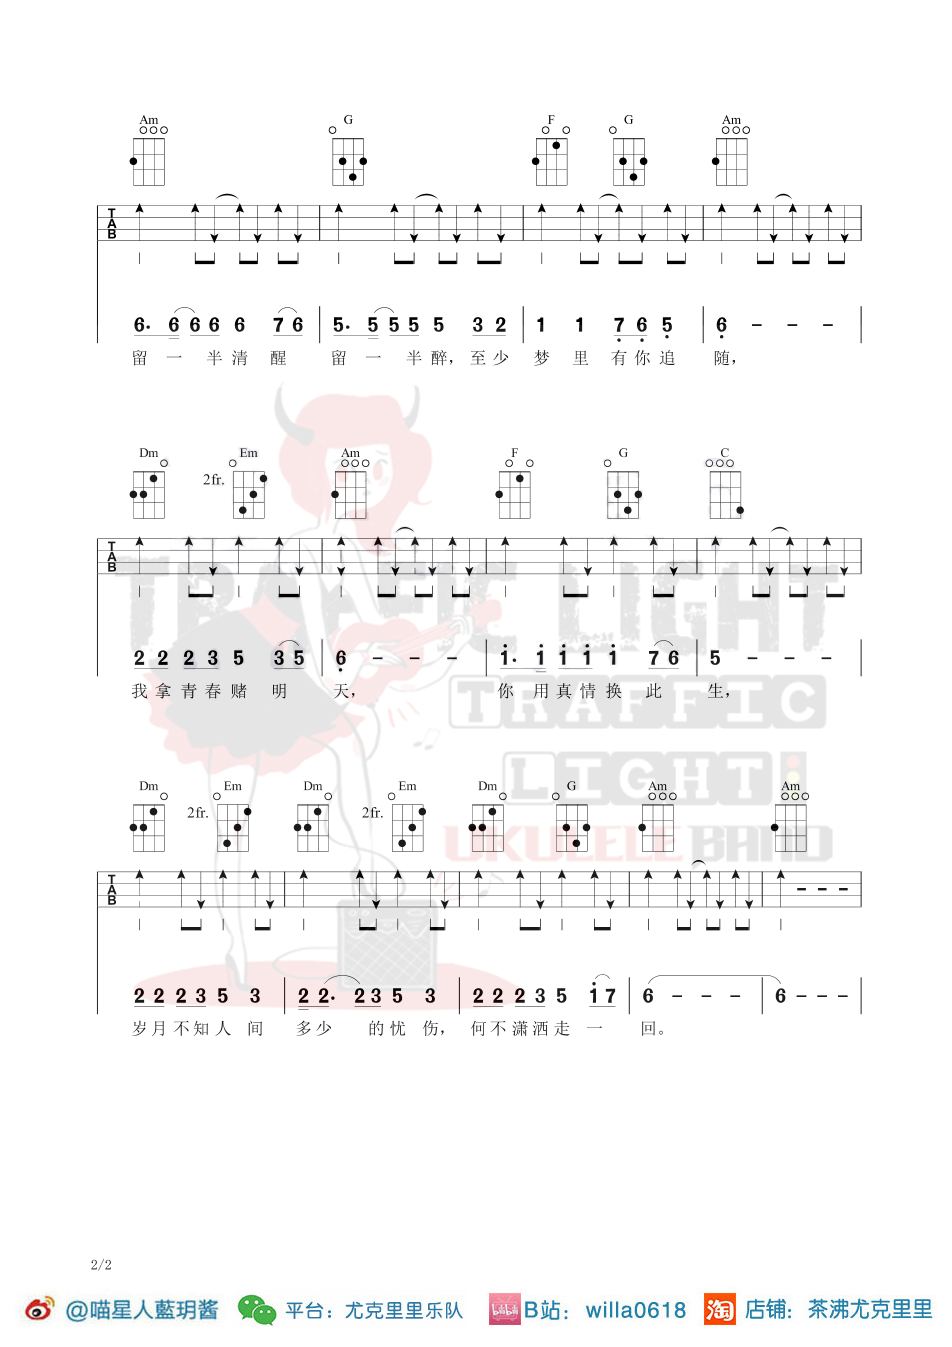 Am G F G Am
T
A
B
6· 6 6 6 6 7 6 5· 5 5 5 5 3 2 1 1 7 6 5 6 - - -
留一半清醒 留一半醉，至少梦里有你追随，
Dm Em Am F G C
2fr.
T
A
B
2 2 2 3 5 3 5 6 - - - 1· 1 1 1 1 7 6 5 - - -
我拿青春赌明天， 你用真情换此生，
TRAFFIC LIGHT
TRAFFIC
LIGHT
Dm Em Dm Em Dm G Am Am
2fr. 2fr.
UKULELE BAND
T
A
B
2 2 2 3 5 3 2 2· 2 3 5 3 2 2 2 3 5 1 7 6 - - - 6 - - -
岁月不知人间 多少的忧伤，何不潇洒走一回。
2/2
@喵星人藍玥酱 平台：尤克里里乐队 bilibili B站：willa0618 淘 店铺：茶沸尤克里里